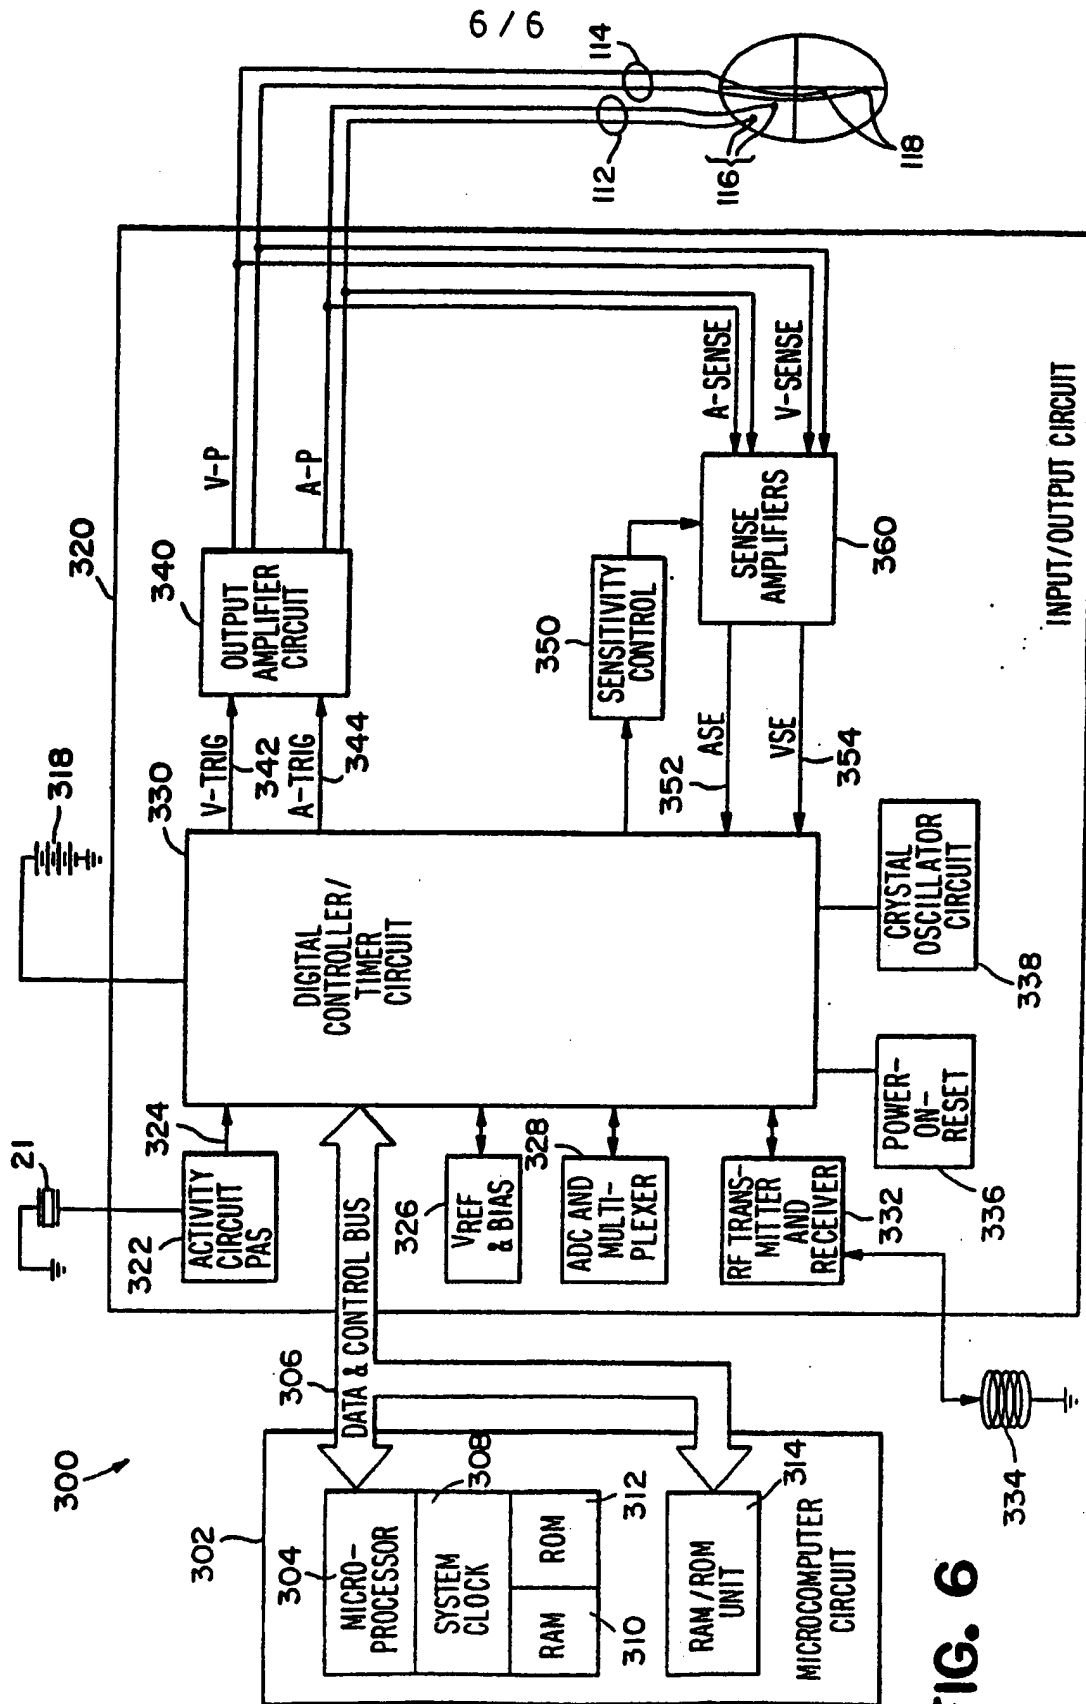 6/6
300
302
304
MICRO-
PROCESSOR
SYSTEM
CLOCK
308
RAM
ROM
310
312
RAM/ROM
UNIT
314
MICROCOMPUTER
CIRCUIT
306
DATA & CONTROL BUS
334
21
322
ACTIVITY
CIRCUIT
PAS
324
326
VREF
& BIAS
328
ADC AND
MULTI-
PLEXER
RF TRANS-
MITTER
AND
RECEIVER
332
POWER-
ON-
RESET
336
CRYSTAL
OSCILLATOR
CIRCUIT
338
318
320
330
DIGITAL
CONTROLLER/
TIMER
CIRCUIT
V-TRIG
342
A-TRIG
344
340
OUTPUT
AMPLIFIER
CIRCUIT
V-P
A-P
350
SENSITIVITY
CONTROL
352
ASE
VSE
354
SENSE
AMPLIFIERS
360
A-SENSE
V-SENSE
INPUT/OUTPUT CIRCUIT
112
114
116
118
FIG. 6